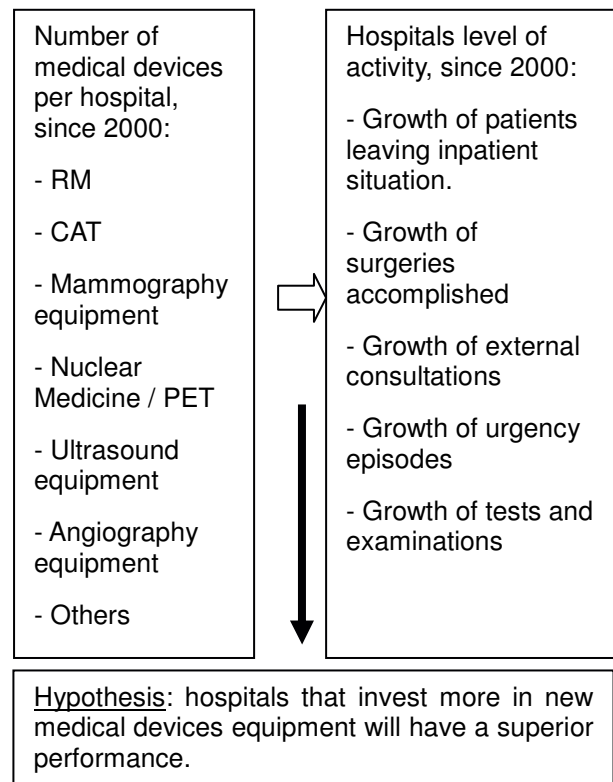 Number of
medical devices
per hospital,
since 2000:
- RM
- CAT
- Mammography
equipment
- Nuclear
Medicine / PET
- Ultrasound
equipment
- Angiography
equipment
- Others
Hospitals level of
activity, since 2000:
- Growth of patients
leaving inpatient
situation.
- Growth of
surgeries
accomplished
- Growth of external
consultations
- Growth of urgency
episodes
- Growth of tests and
examinations
Hypothesis: hospitals that invest more in new
medical devices equipment will have a superior
performance.